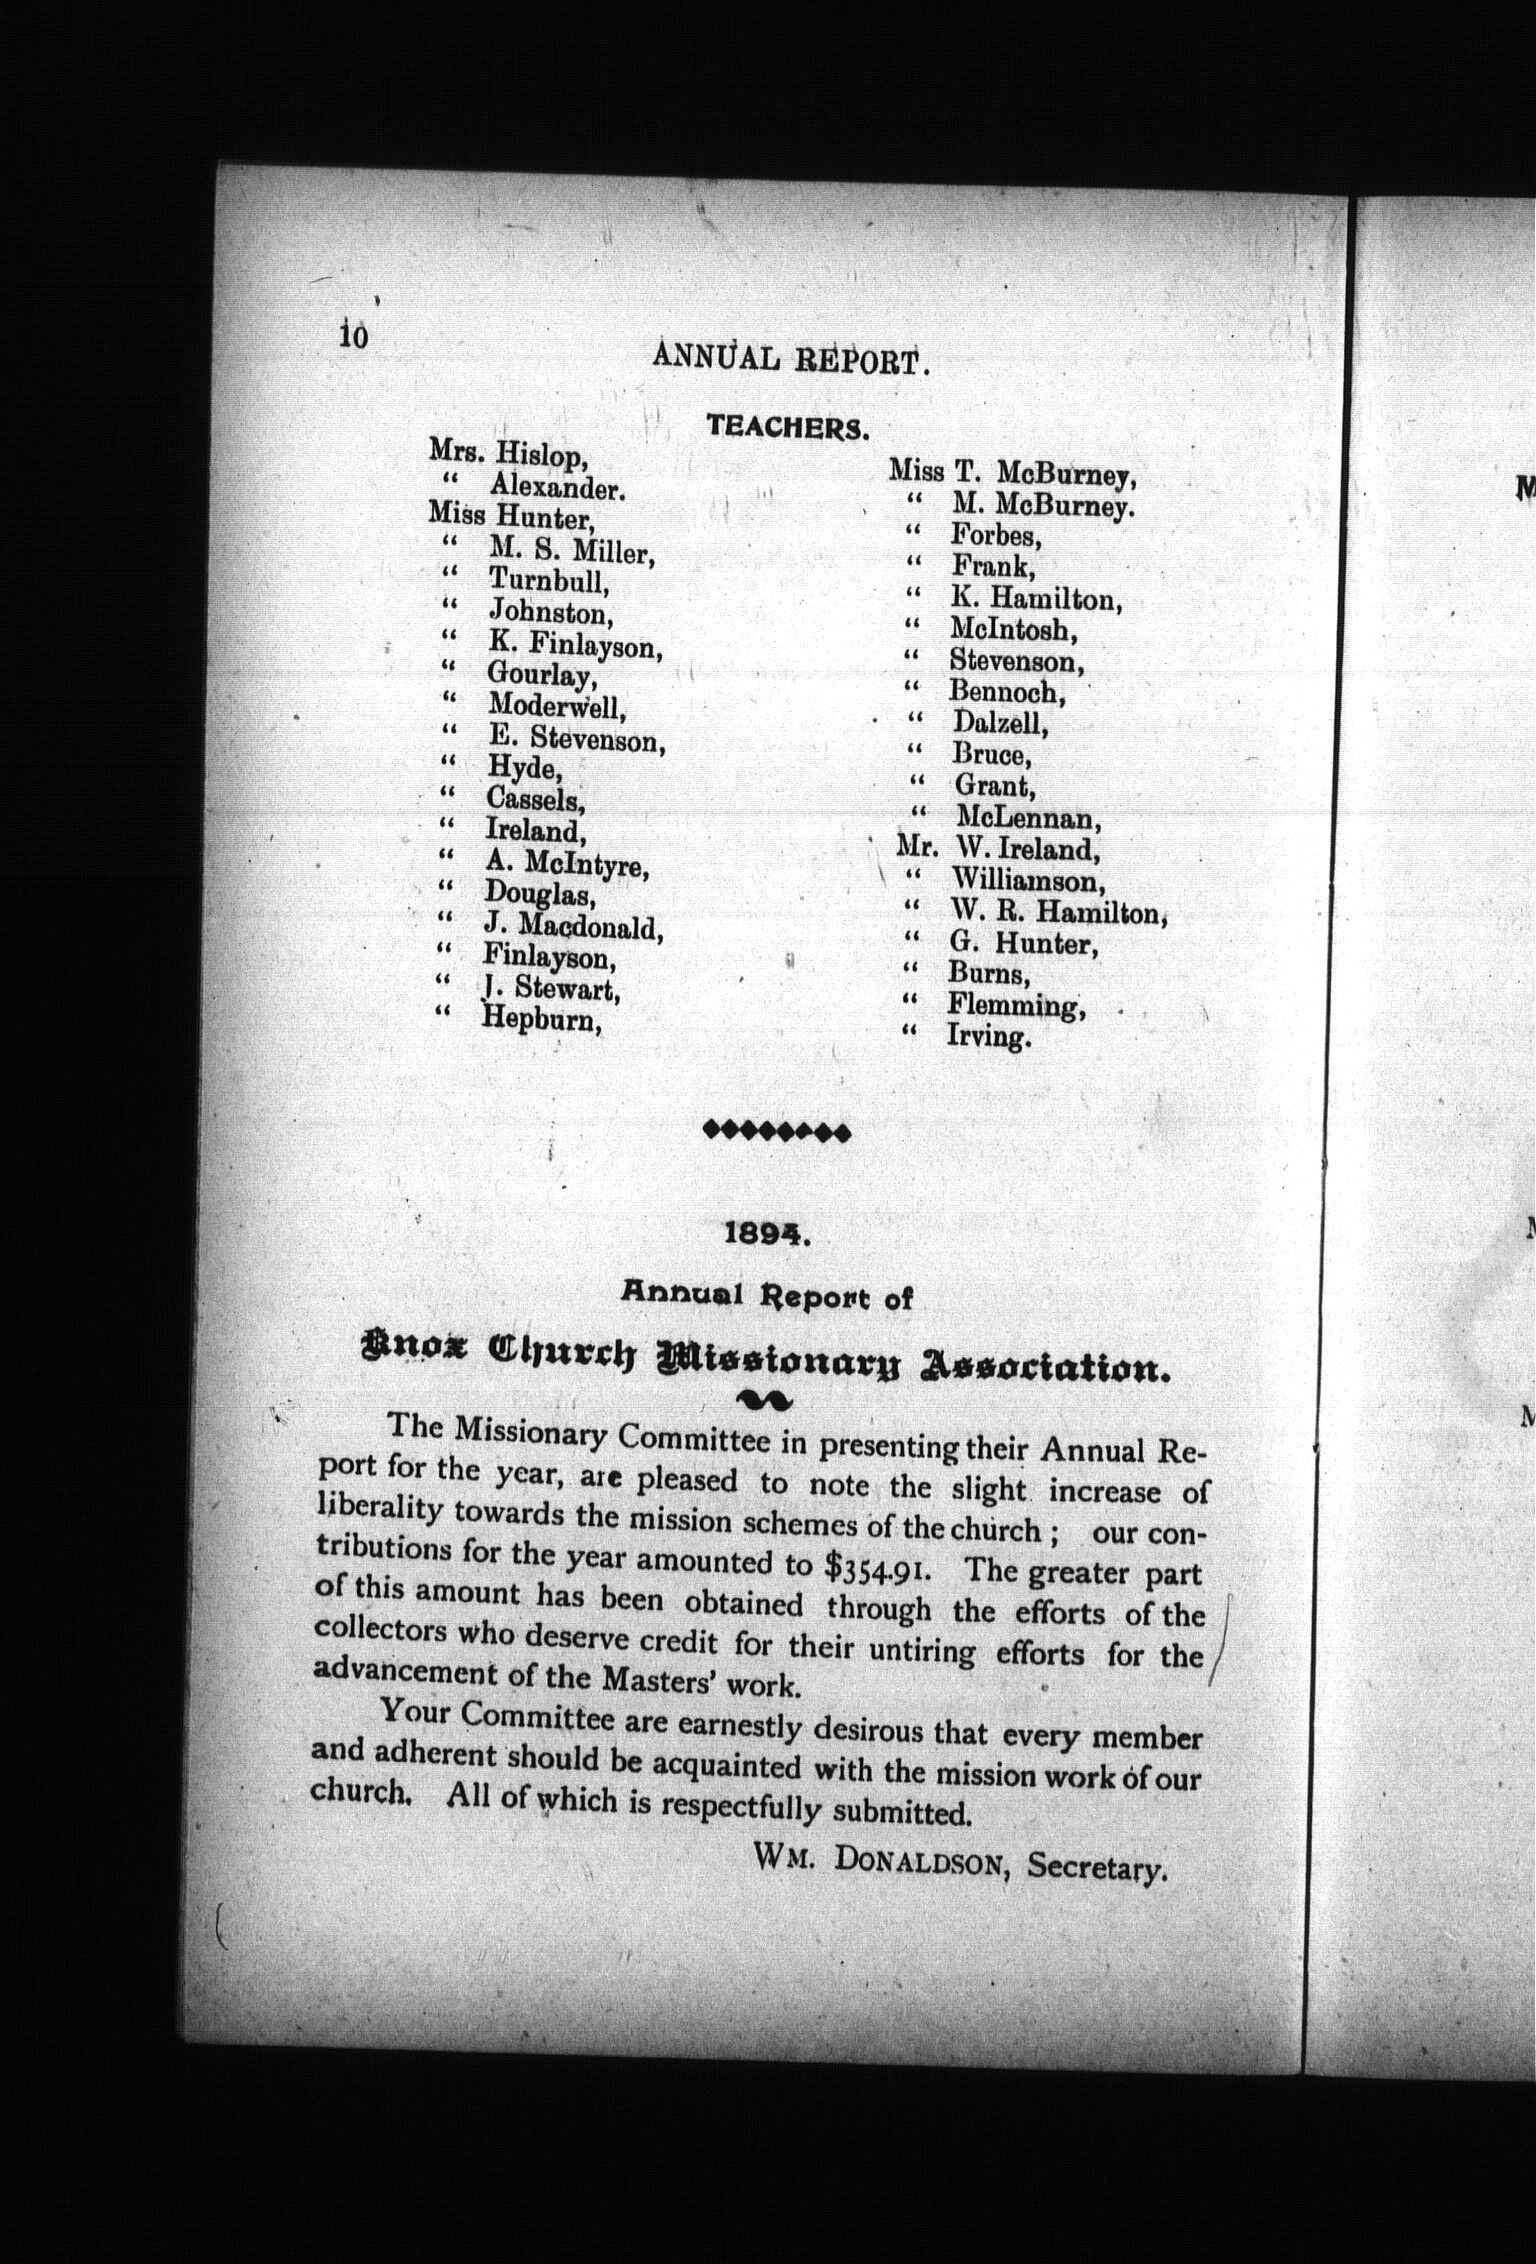 10
ANNUAL REPORT.
TEACHERS.
Mrs. Hislop,
“ Alexander.
Miss Hunter,
“ M. S. Miller,
“ Turnbull,
“ Johnston,
“ K. Finlayson,
“ Gourlay,
“ Moderwell,
“ E. Stevenson,
“ Hyde,
“ Cassels,
“ Ireland,
“ A. McIntyre,
“ Douglas,
“ J. Macdonald,
“ Finlayson,
“ J. Stewart,
“ Hepburn,
Miss T. McBurney,
“ M. McBurney.
“ Forbes,
“ Frank,
“ K. Hamilton,
“ McIntosh,
“ Stevenson,
“ Bennoch,
“ Dalzell,
“ Bruce,
“ Grant,
“ McLennan,
Mr. W. Ireland,
“ Williamson,
“ W. R. Hamilton,
“ G. Hunter,
“ Burns,
“ Flemming,
“ Irving.
1894.
Annual Report of
Knox Church Missionary Association.
The Missionary Committee in presenting their Annual Re-
port for the year, are pleased to note the slight increase of
liberality towards the mission schemes of the church ; our con-
tributions for the year amounted to $354.91. The greater part
of this amount has been obtained through the efforts of the
collectors who deserve credit for their untiring efforts for the
advancement of the Masters’ work.
Your Committee are earnestly desirous that every member
and adherent should be acquainted with the mission work of our
church. All of which is respectfully submitted.
WM. DONALDSON, Secretary.